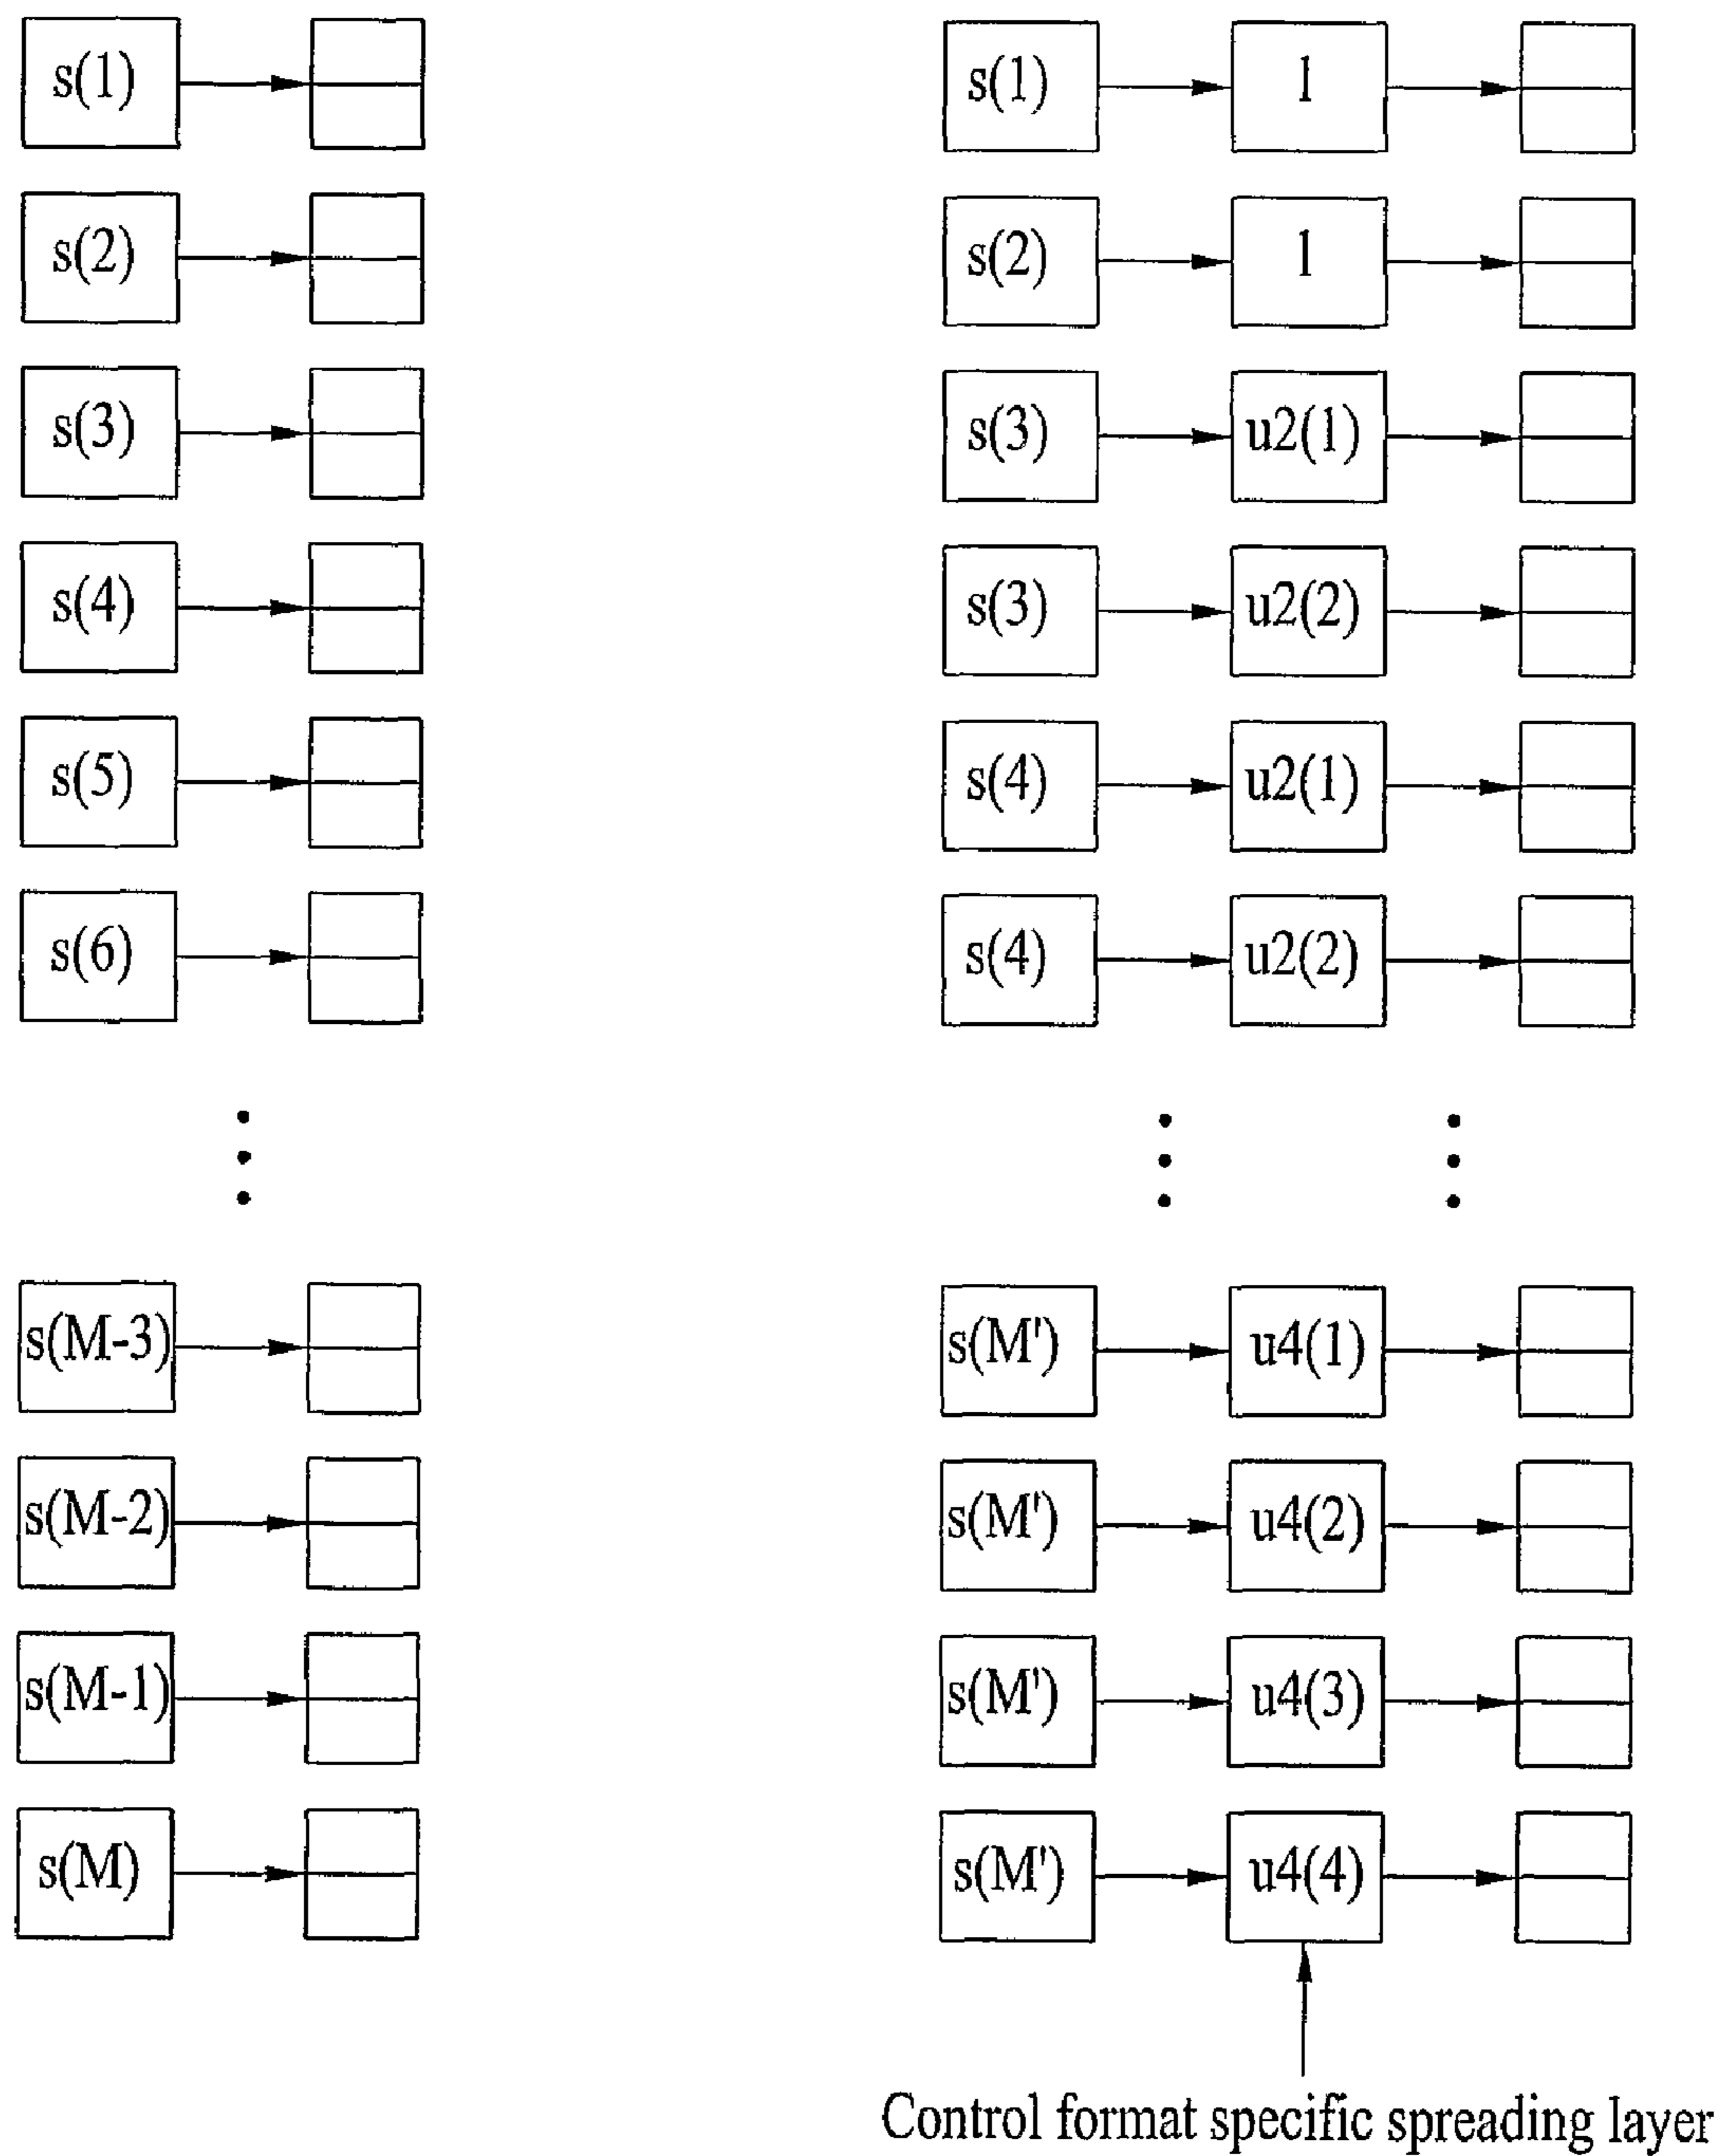 s(1)
s(2)
s(3)
s(4)
s(5)
s(6)
s(M-3)
s(M-2)
s(M-1)
s(M)
s(1) 1
s(2) 1
s(3) u2(1)
s(3) u2(2)
s(4) u2(1)
s(4) u2(2)
s(M') u4(1)
s(M') u4(2)
s(M') u4(3)
s(M') u4(4)
Control format specific spreading layer